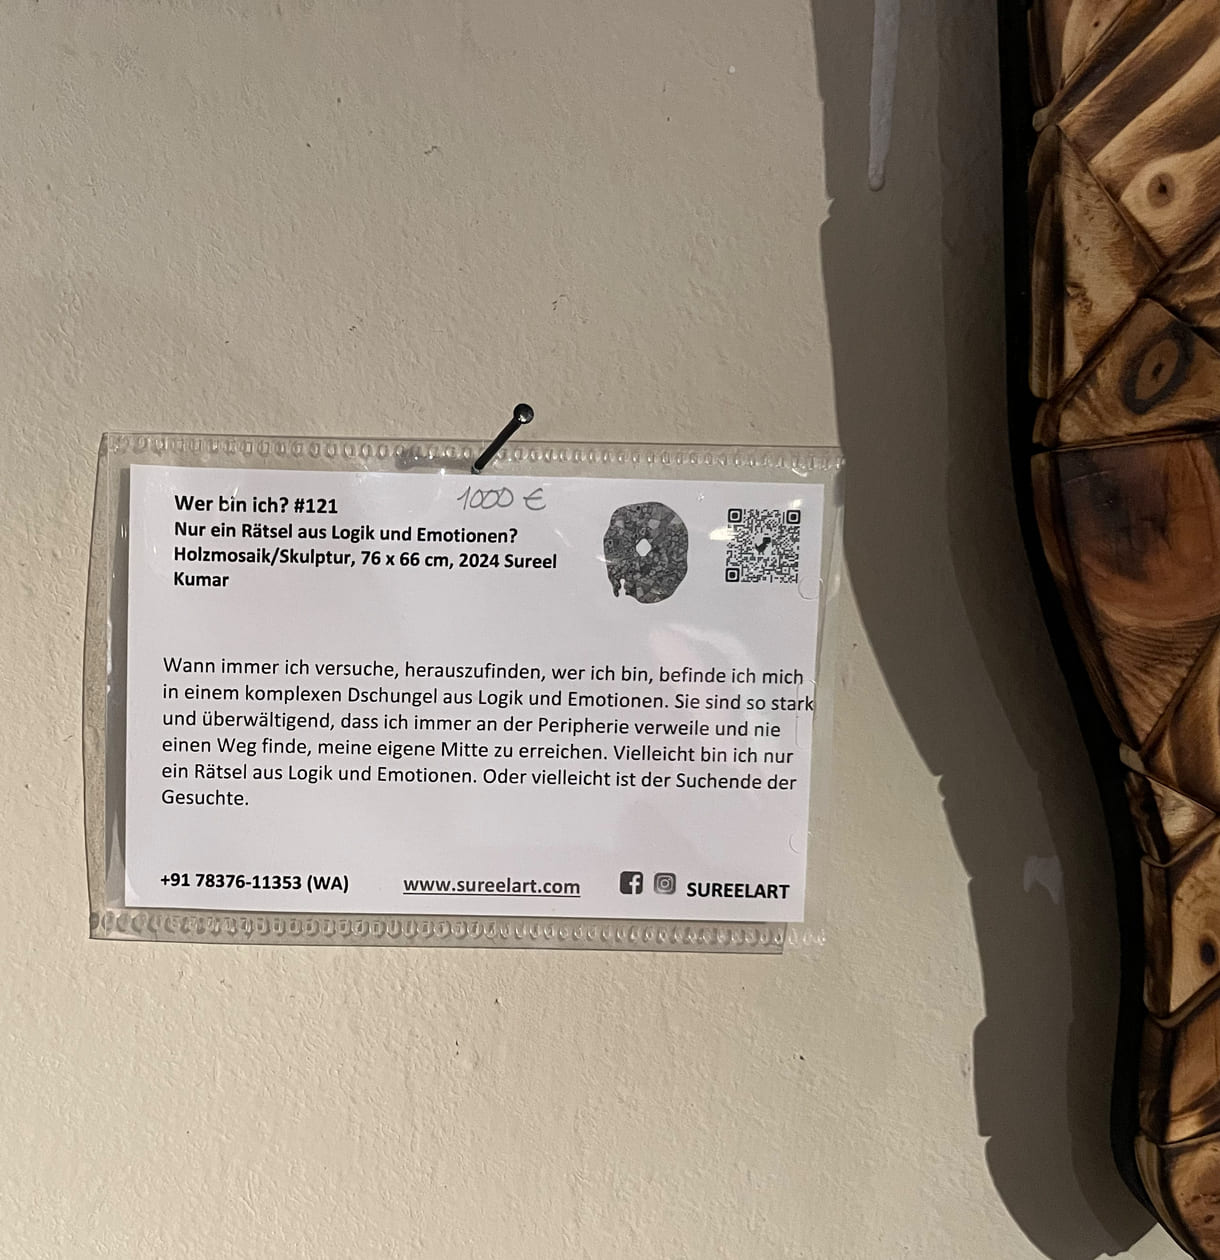 1000 €
Wer bin ich? #121
Nur ein Rätsel aus Logik und Emotionen?
Holzmosaik/Skulptur, 76 x 66 cm, 2024 Sureel
Kumar
Wann immer ich versuche, herauszufinden, wer ich bin, befinde ich mich
in einem komplexen Dschungel aus Logik und Emotionen. Sie sind so stark
und überwältigend, dass ich immer an der Peripherie verweile und nie
einen Weg finde, meine eigene Mitte zu erreichen. Vielleicht bin ich nur
ein Rätsel aus Logik und Emotionen. Oder vielleicht ist der Suchende der
Gesuchte.
+91 78376-11353 (WA) www.sureelart.com SUREELART